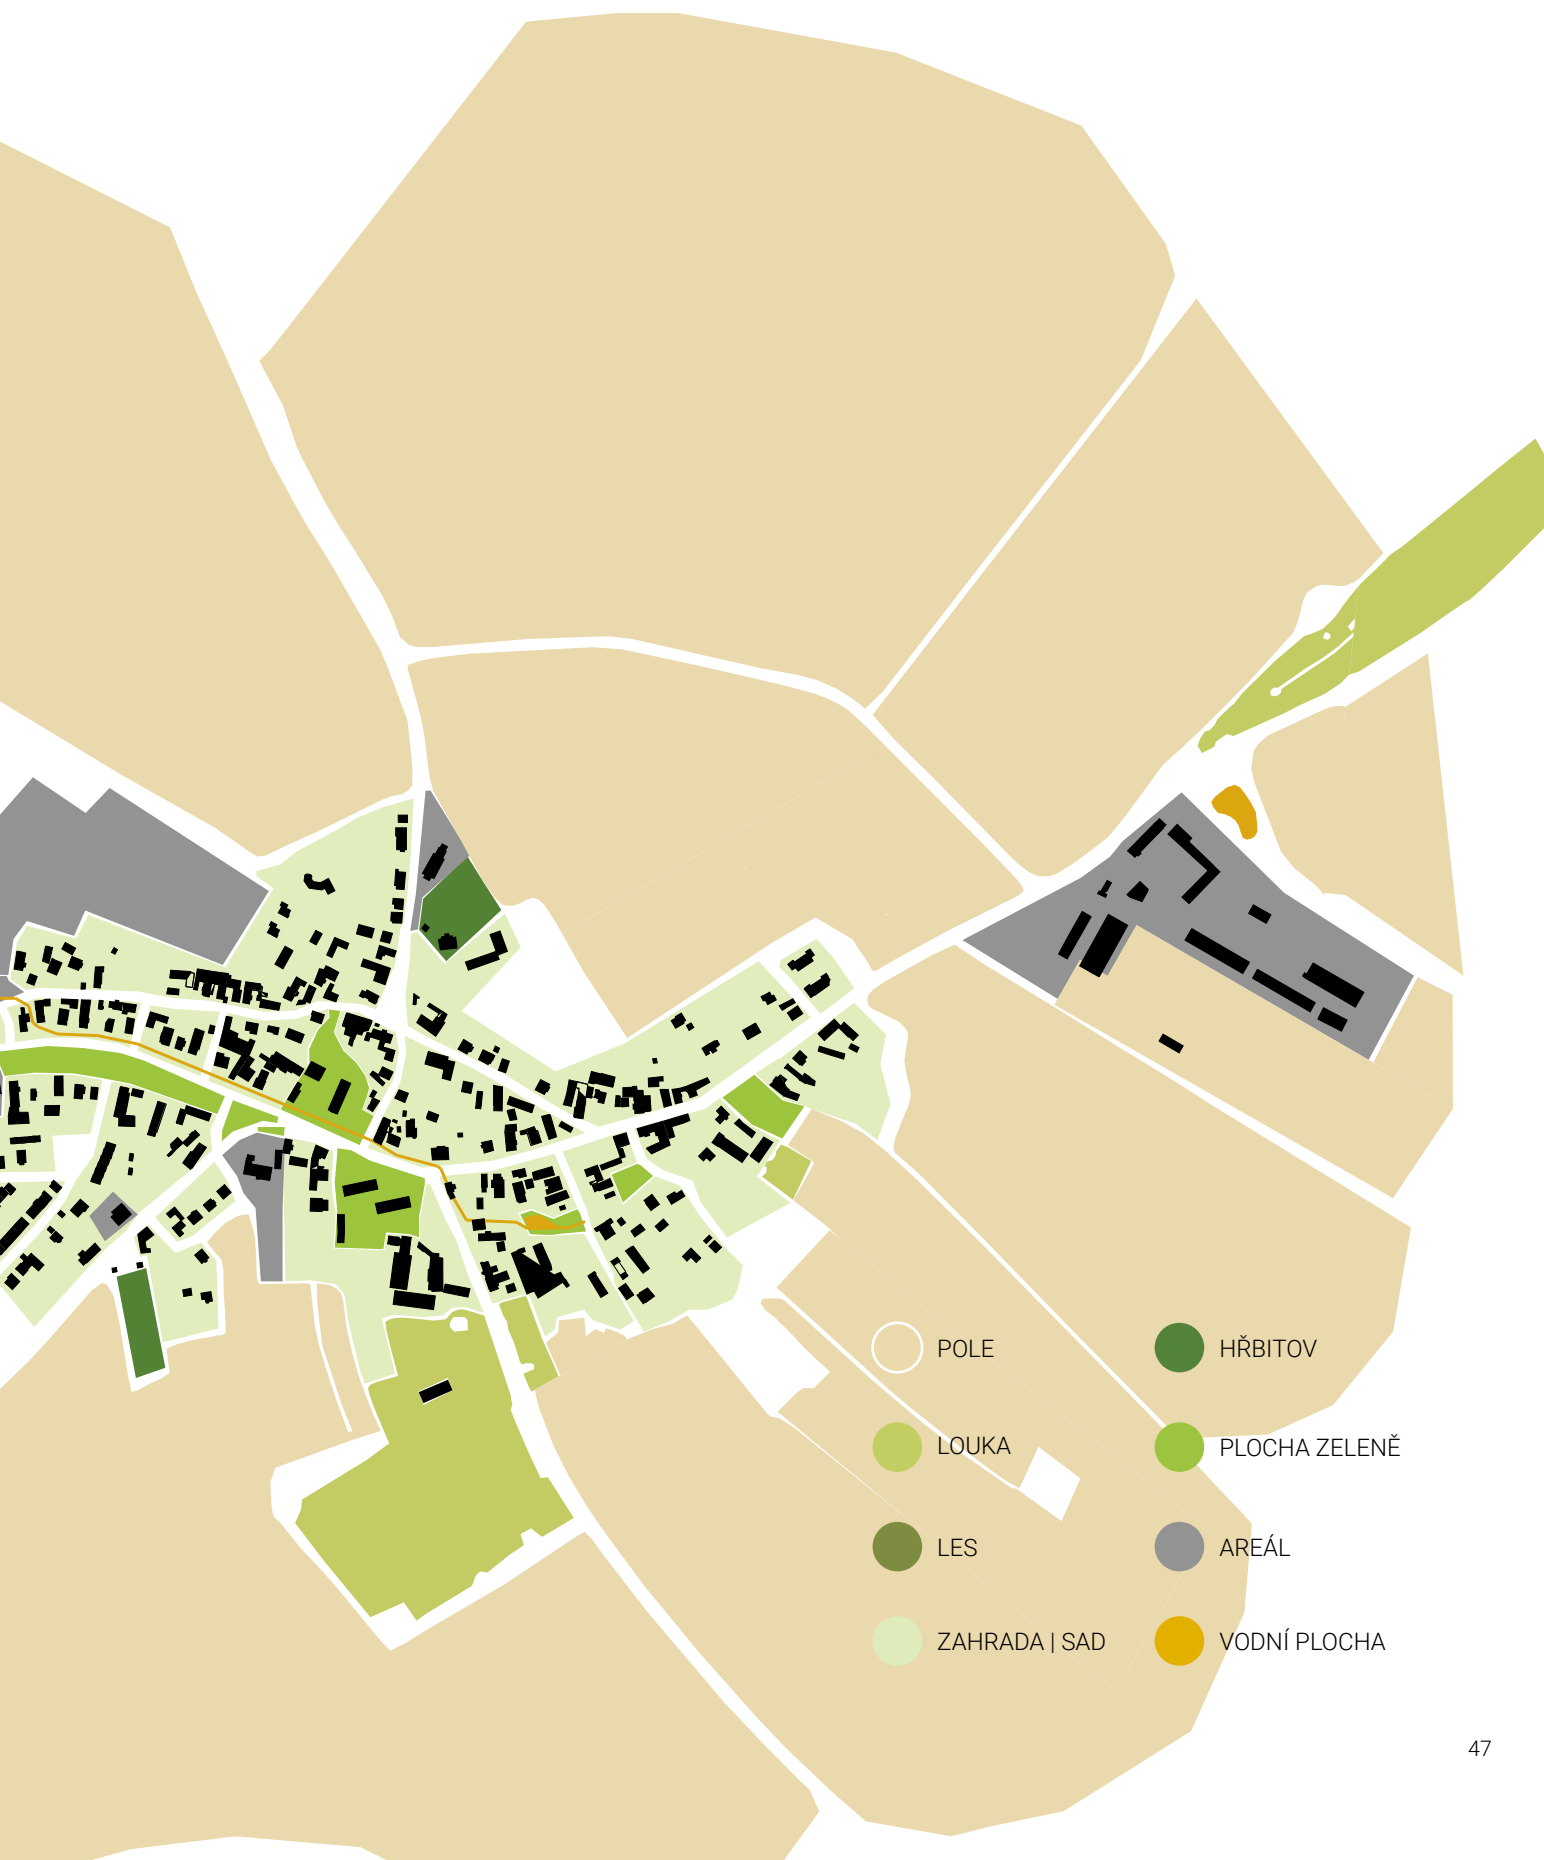 POLE
HŘBITOV
LOUKA
PLOCHA ZELENĚ
LES
AREÁL
ZAHRADA | SAD
VODNÍ PLOCHA
47